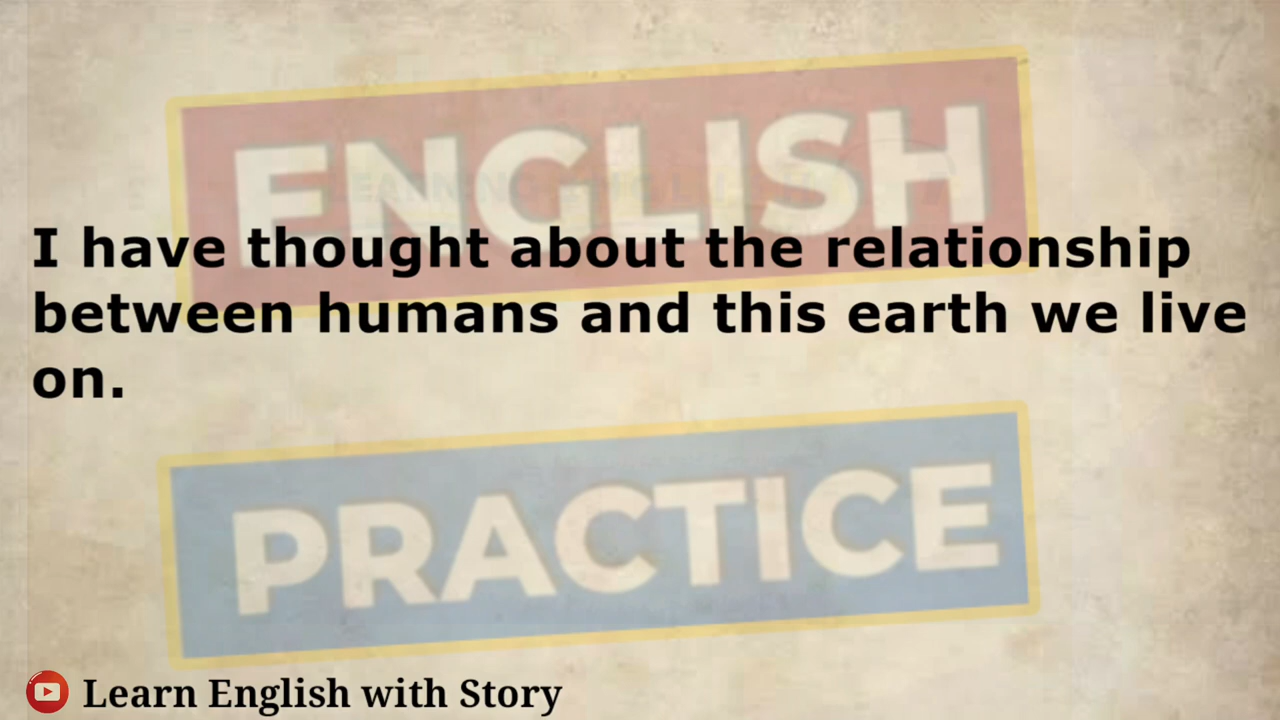 ENGLISH
I have thought about the relationship
between humans and this earth we live
on.
PRACTICE
Learn English with Story